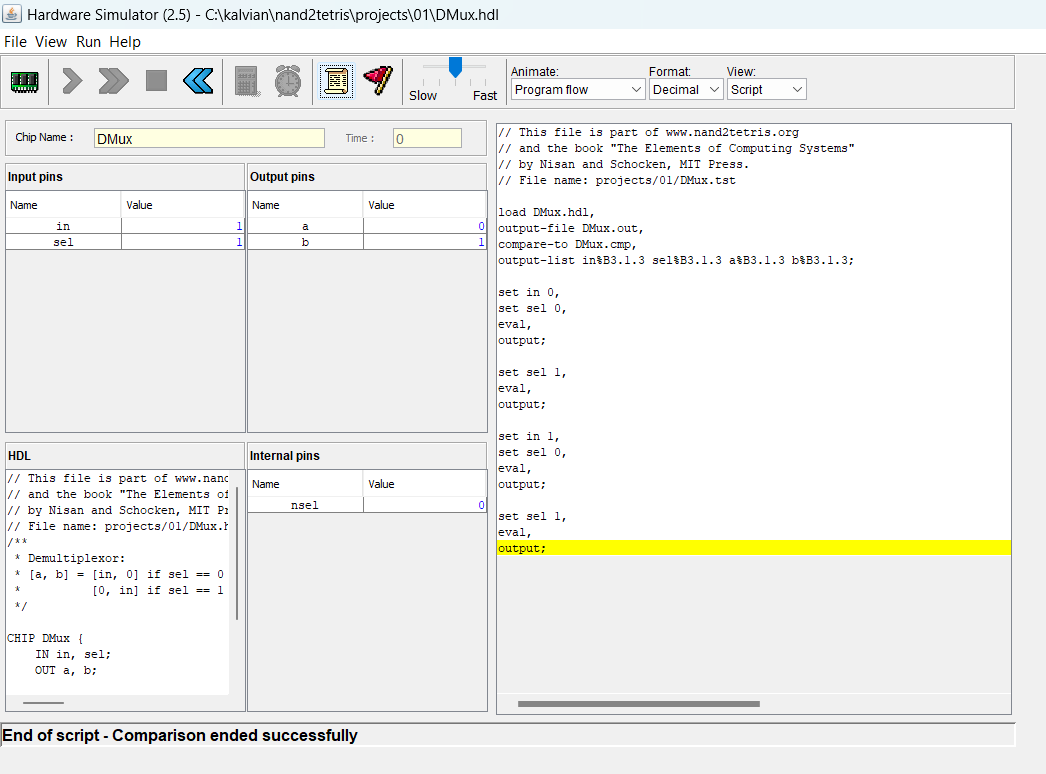 Hardware Simulator (2.5) - C:\kalvian\nand2tetris\projects\01\DMux.hdl
File View Run Help
Slow Fast
Animate: Format: View:
Program flow Decimal Script
Chip Name : DMux Time : 0
Input pins Output pins
Name Value Name Value
in 1 a 0
sel 1 b 1
HDL
// This file is part of www.nand
// and the book "The Elements of
// by Nisan and Schocken, MIT Pr
// File name: projects/01/DMux.h
/**
* Demultiplexor:
* [a, b] = [in, 0] if sel == 0
* [0, in] if sel == 1
*/
CHIP DMux {
IN in, sel;
OUT a, b;
Internal pins
Name Value
nsel 0
// This file is part of www.nand2tetris.org
// and the book "The Elements of Computing Systems"
// by Nisan and Schocken, MIT Press.
// File name: projects/01/DMux.tst
load DMux.hdl,
output-file DMux.out,
compare-to DMux.cmp,
output-list in%B3.1.3 sel%B3.1.3 a%B3.1.3 b%B3.1.3;
set in 0,
set sel 0,
eval,
output;
set sel 1,
eval,
output;
set in 1,
set sel 0,
eval,
output;
set sel 1,
eval,
output;
End of script - Comparison ended successfully